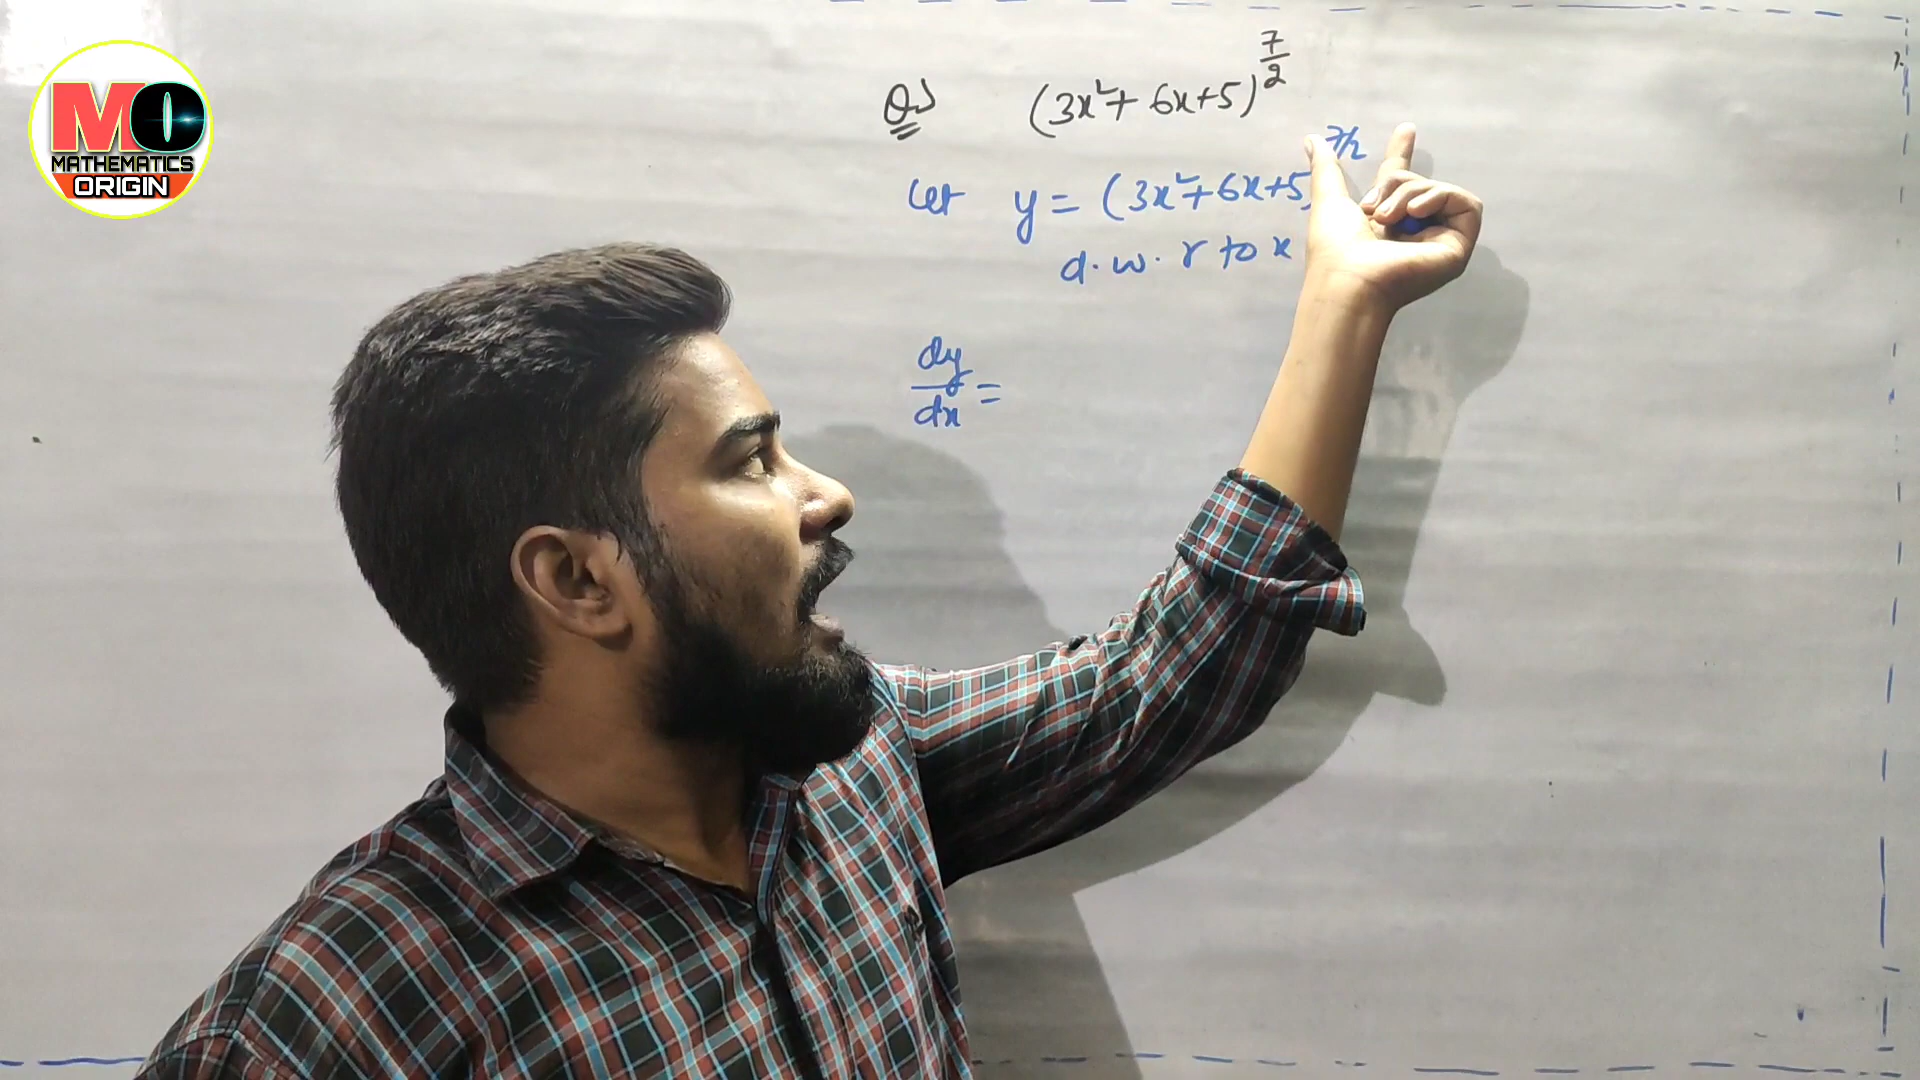 MO
MATHEMATICS
ORIGIN
(3x²+ 6x+5)^7/2
Let y = (3x²+6x+5)^7/2
d.w.r to x
dy/dx =